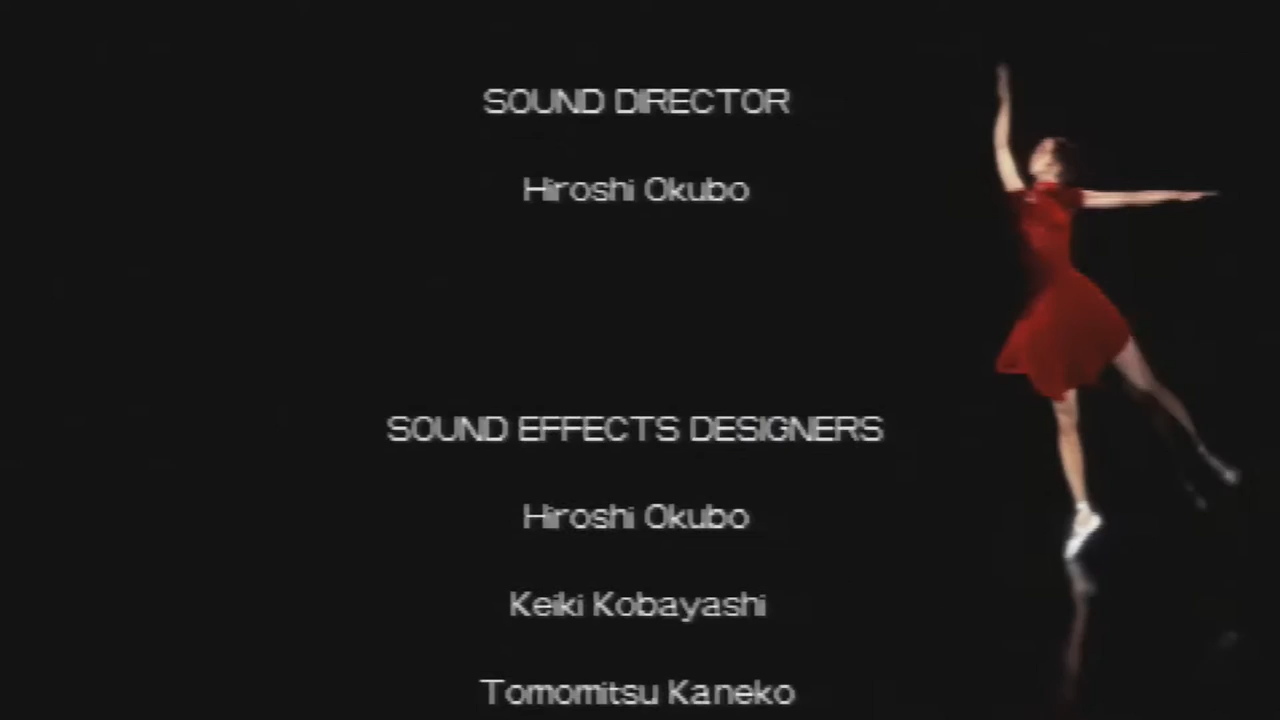 SOUND DIRECTOR
Hiroshi Okubo
SOUND EFFECTS DESIGNERS
Hiroshi Okubo
Keiki Kobayashi
Tomomitsu Kaneko